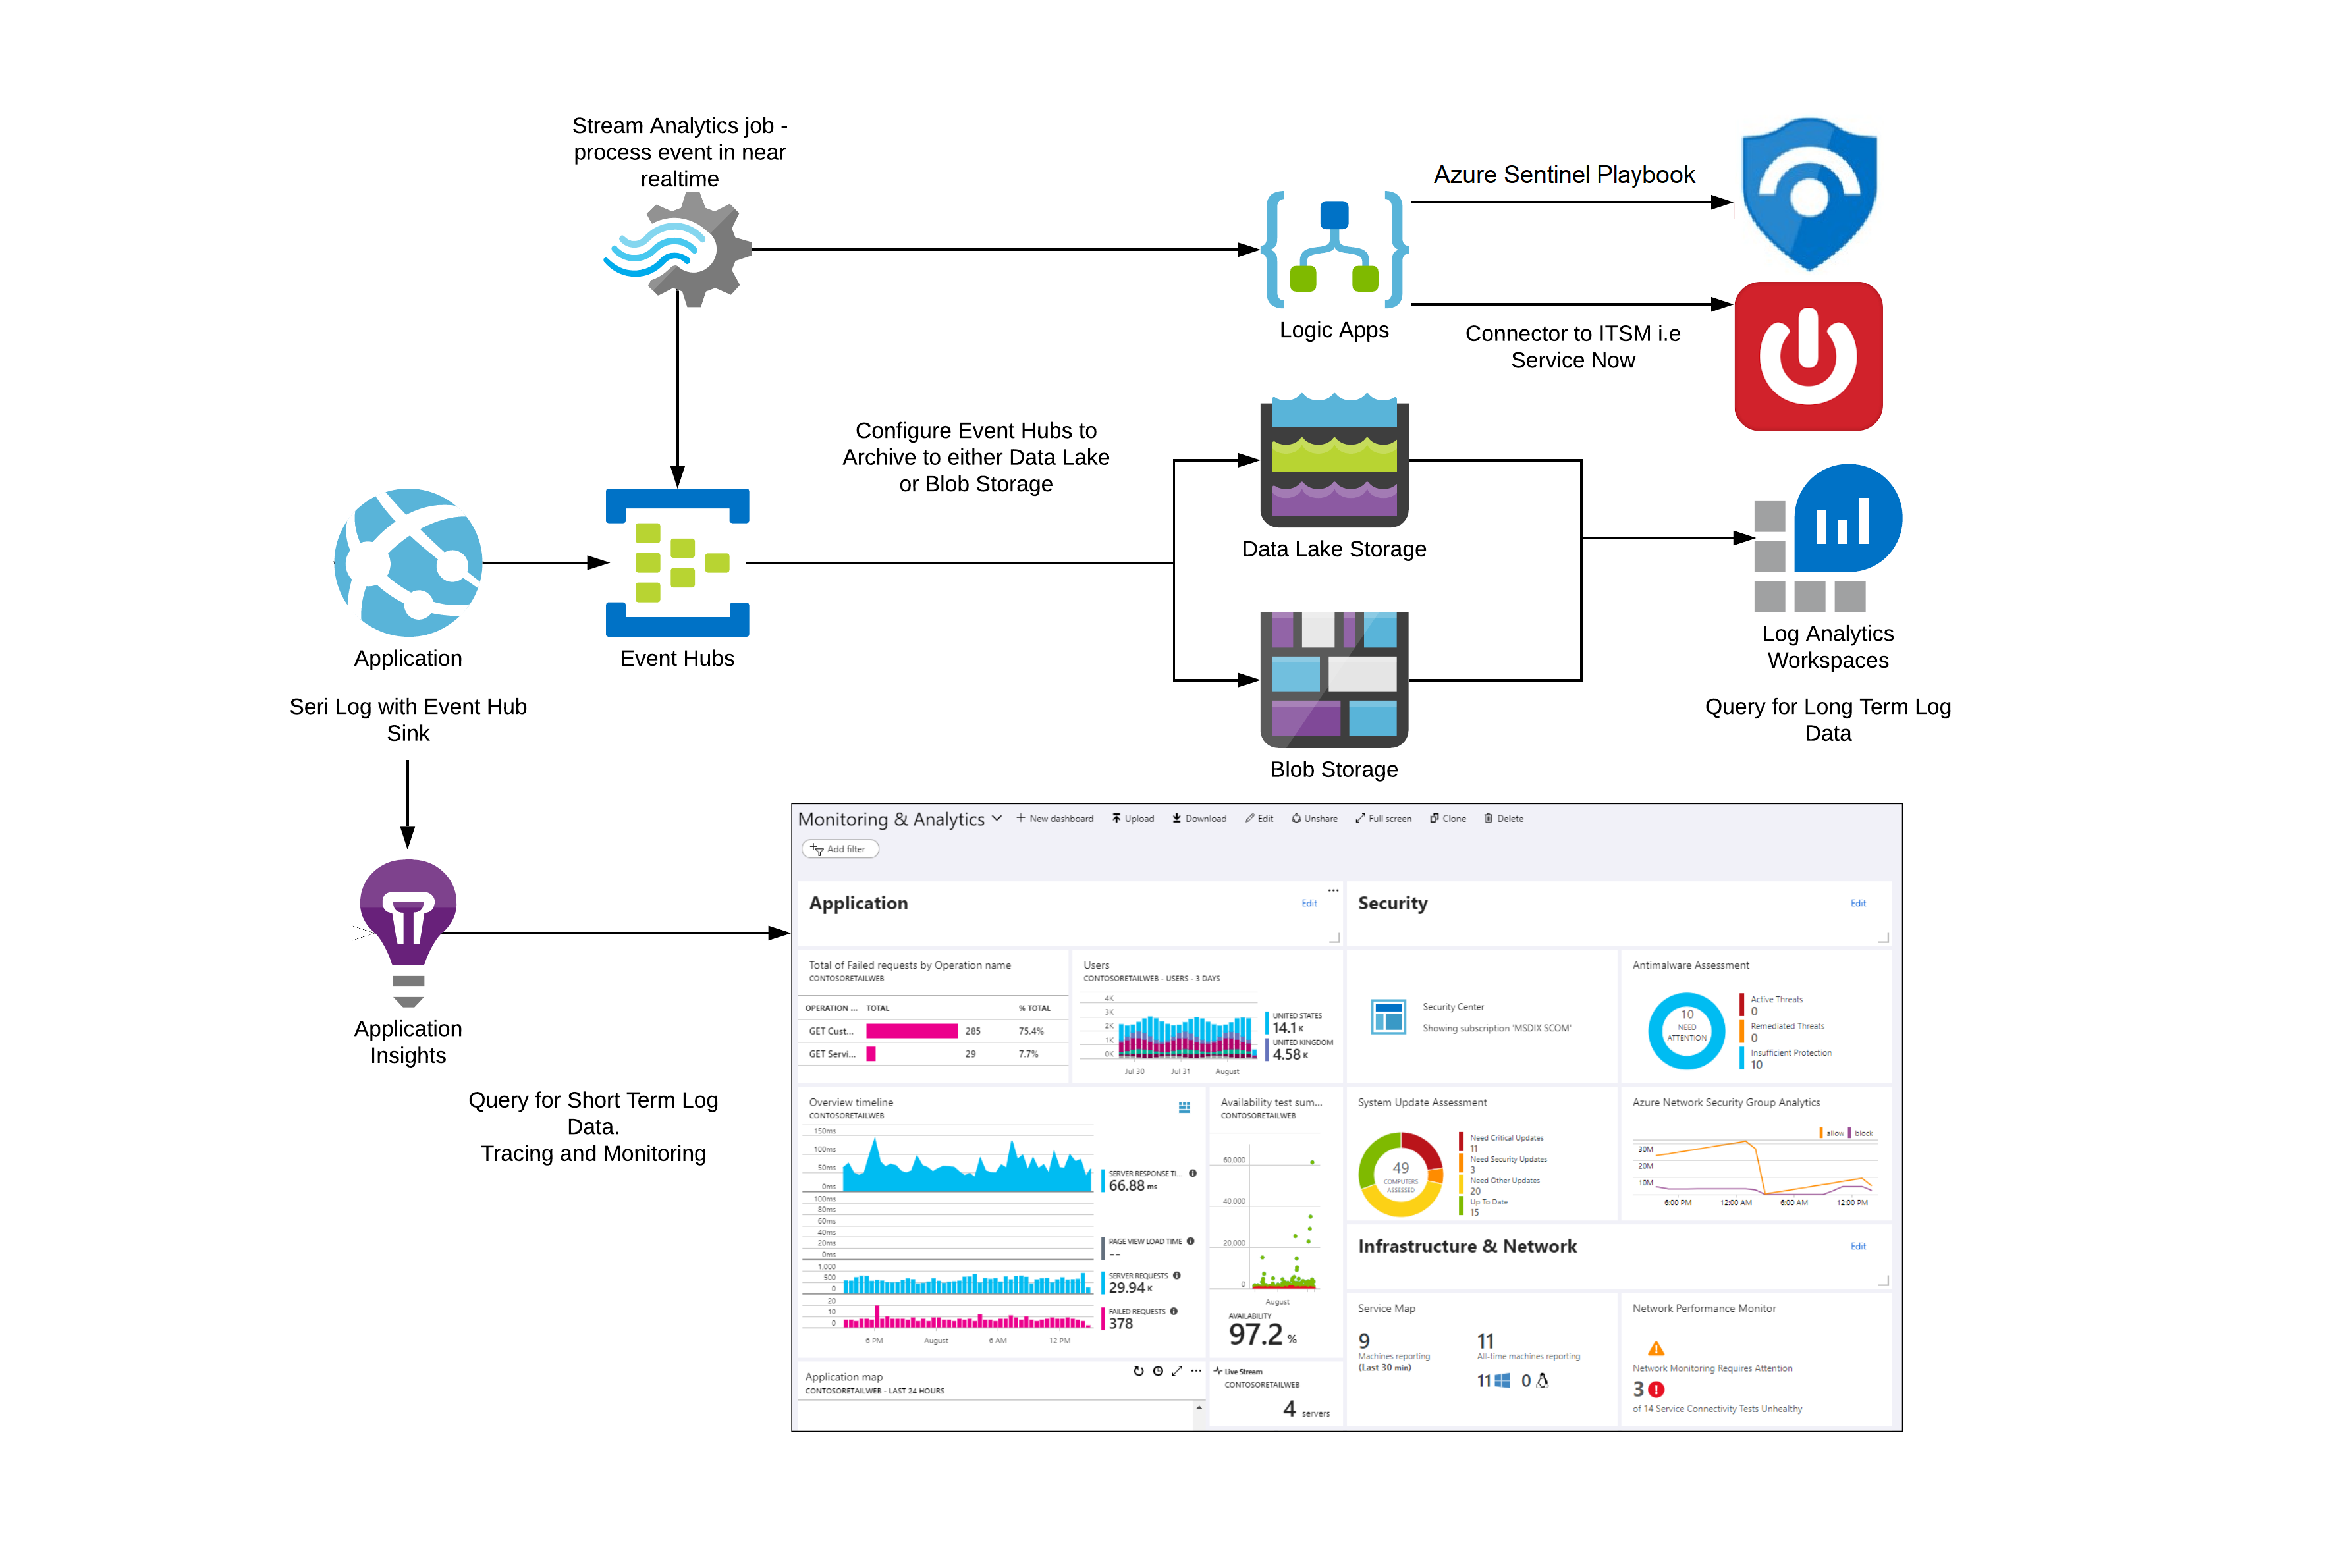 Stream Analytics job -
process event in near
realtime
Azure Sentinel Playbook
Logic Apps
Connector to ITSM i.e
Service Now
Configure Event Hubs to
Archive to either Data Lake
or Blob Storage
Data Lake Storage
Application
Event Hubs
Log Analytics
Workspaces
Seri Log with Event Hub
Sink
Query for Long Term Log
Data
Blob Storage
Application
Insights
Query for Short Term Log
Data.
Tracing and Monitoring
Monitoring & Analytics
New dashboard
Upload
Download
Edit
Unshare
Full screen
Clone
Delete
Add filter
Application
Edit
Security
Edit
Total of Failed requests by Operation name
CONTOSORETAILWEB
OPERATION ... TOTAL % TOTAL
GET Cust... 285 75.4%
GET Servi... 29 7.7%
Users
CONTOSORETAILWEB - USERS - 3 DAYS
4K
3K
2K
1K
0K
Jul 30 Jul 31 August
UNITED STATES
14.1 K
UNITED KINGDOM
4.58 K
Security Center
Showing subscription 'MSDIX SCOM'
Antimalware Assessment
10
NEED
ATTENTION
Active Threats
0
Remediated Threats
0
Insufficient Protection
10
Overview timeline
CONTOSORETAILWEB
150ms
100ms
50ms
0ms
SERVER RESPONSE TI...
66.88 ms
100ms
80ms
60ms
40ms
20ms
0ms
PAGE VIEW LOAD TIME
--
1,000
500
0
SERVER REQUESTS
29.94 K
20
10
0
FAILED REQUESTS
378
6 PM August 6 AM 12 PM
Availability test sum...
CONTOSORETAILWEB
60,000
40,000
20,000
0
August
AVAILABILITY
97.2 %
System Update Assessment
49
COMPUTERS
ASSESSED
Need Critical Updates
11
Need Security Updates
3
Need Other Updates
20
Up To Date
15
Azure Network Security Group Analytics
allow block
30M
20M
10M
6:00 PM 12:00 AM 6:00 AM 12:00 PM
Infrastructure & Network
Edit
Application map
CONTOSORETAILWEB - LAST 24 HOURS
Live Stream
CONTOSORETAILWEB
4 servers
Service Map
9
Machines reporting
(Last 30 min)
11
All-time machines reporting
11 0
Network Performance Monitor
Network Monitoring Requires Attention
3
of 14 Service Connectivity Tests Unhealthy